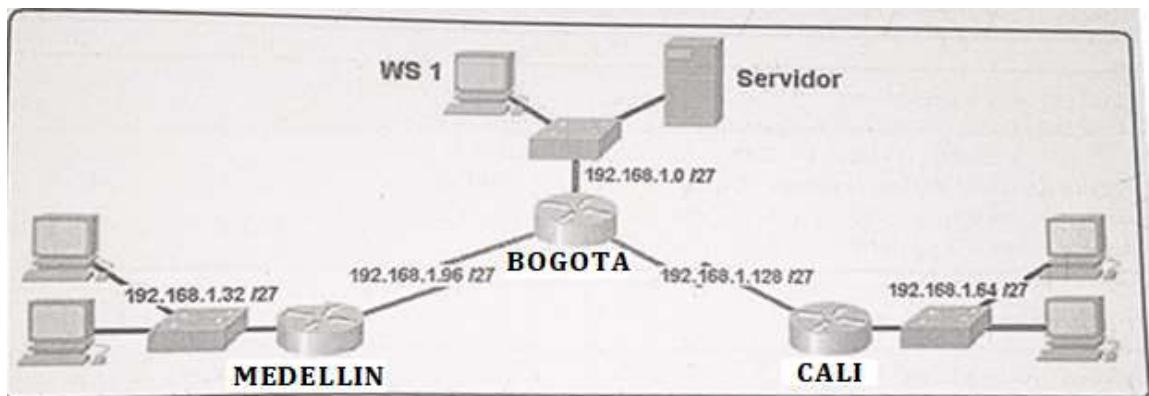 WS 1
Servidor
192.168.1.0 /27
BOGOTA
192.168.1.96 /27
192.168.1.128 /27
192.168.1.32 /27
192.168.1.64 /27
MEDELLIN
CALI